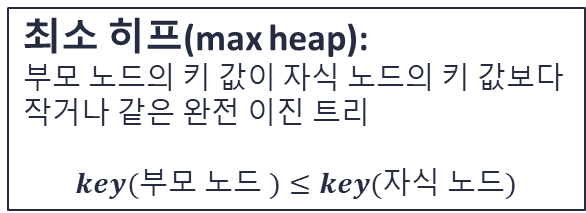 최소 히프(max heap):
부모 노드의 키 값이 자식 노드의 키 값보다
작거나 같은 완전 이진 트리
key(부모 노드 ) ≤ key(자식 노드)